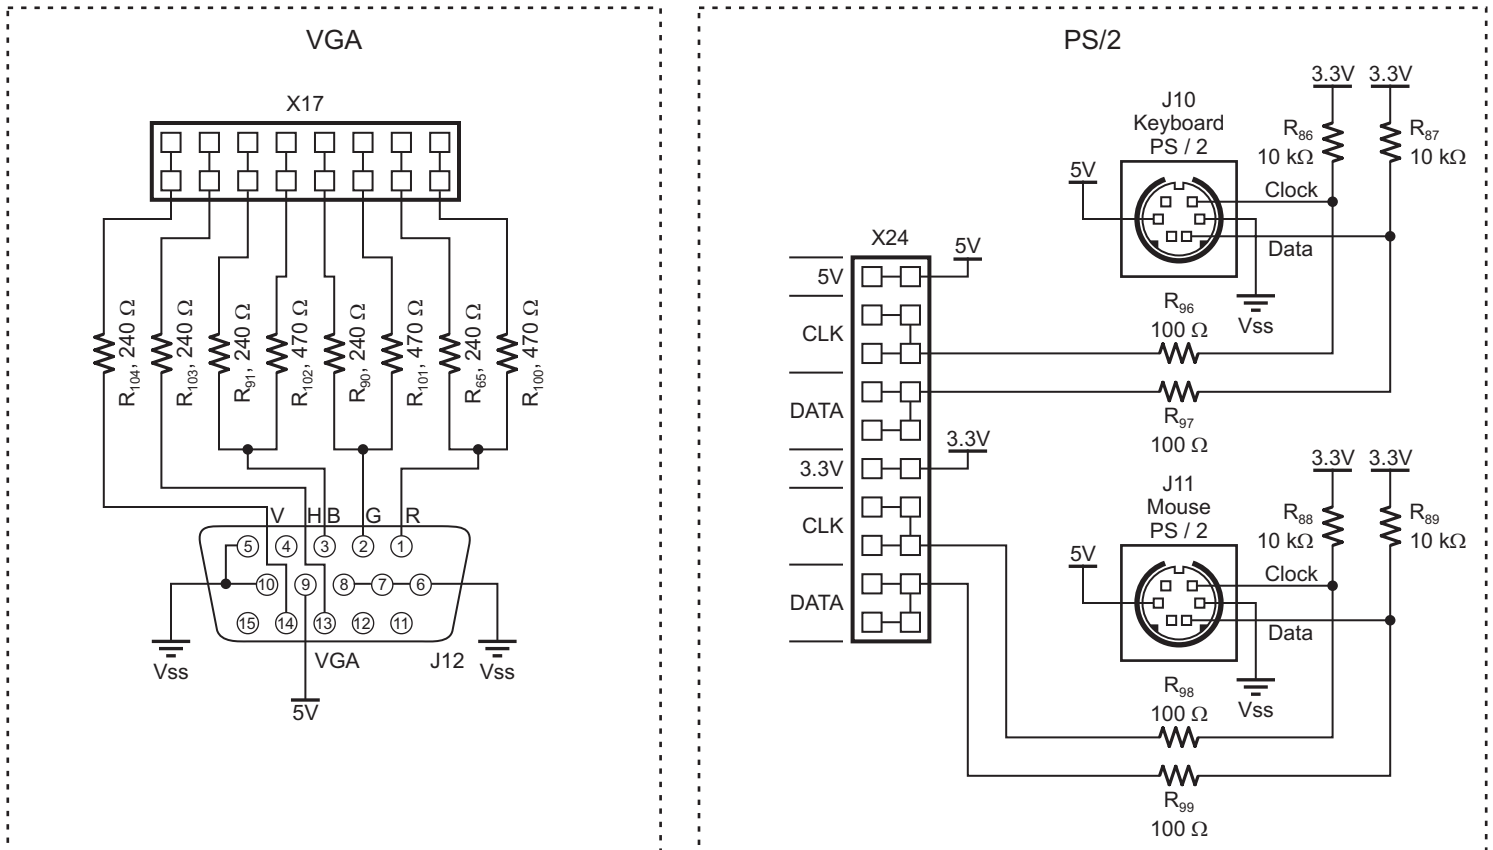 VGA
X17
R104, 240 Ω
R103, 240 Ω
R91, 240 Ω
R102, 470 Ω
R90, 240 Ω
R101, 470 Ω
R65, 240 Ω
R100, 470 Ω
V
H
B
G
R
5
4
3
2
1
10
9
8
7
6
15
14
13
12
11
Vss
VGA
J12
Vss
5V
PS/2
3.3V
3.3V
J10
Keyboard
PS / 2
R86
10 kΩ
R87
10 kΩ
5V
Clock
Data
Vss
X24
5V
5V
CLK
DATA
3.3V
3.3V
CLK
DATA
R96
100 Ω
R97
100 Ω
3.3V
3.3V
J11
Mouse
PS / 2
R88
10 kΩ
R89
10 kΩ
5V
Clock
Data
Vss
R98
100 Ω
R99
100 Ω